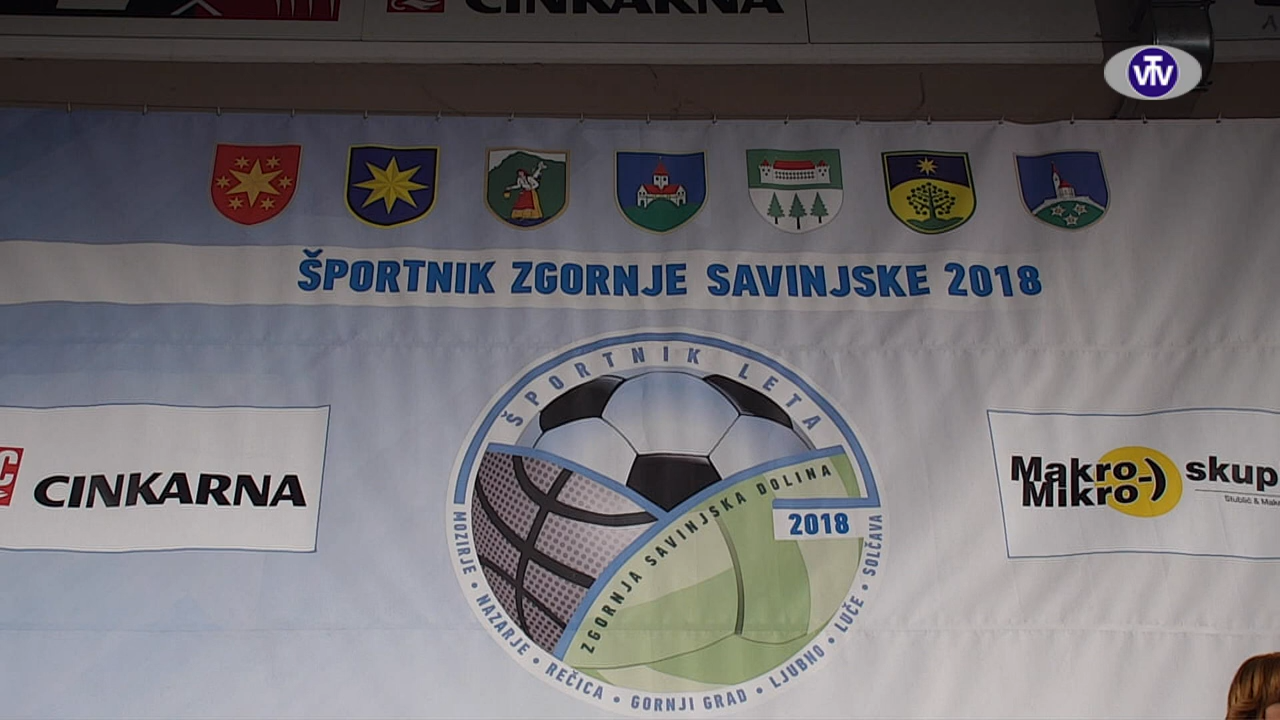 CINKARNA
VTV
ŠPORTNIK ZGORNJE SAVINJSKE 2018
ŠPORTNIK LETA
ZGORNJA SAVINJSKA DOLINA
2018
MOZIRJE • NAZARJE • REČICA • GORNJI GRAD • LJUBNO • LUČE • SOLČAVA
CINKARNA
Makro-
Mikro-)
skup